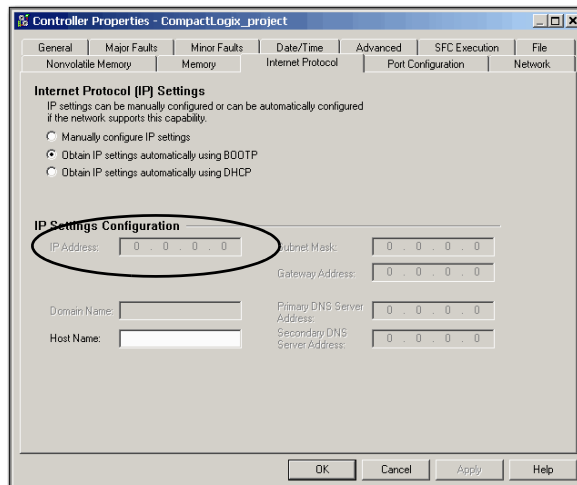 Controller Properties - CompactLogix_project
General Major Faults Minor Faults Date/Time Advanced SFC Execution File
Nonvolatile Memory Memory Internet Protocol Port Configuration Network
Internet Protocol (IP) Settings
IP settings can be manually configured or can be automatically configured
if the network supports this capability.
Manually configure IP settings
Obtain IP settings automatically using BOOTP
Obtain IP settings automatically using DHCP
IP Settings Configuration
IP Address: 0 . 0 . 0 . 0 Subnet Mask: 0 . 0 . 0 . 0
Gateway Address: 0 . 0 . 0 . 0
Domain Name: Primary DNS Server
Address: 0 . 0 . 0 . 0
Host Name: Secondary DNS
Server Address: 0 . 0 . 0 . 0
OK Cancel Apply Help